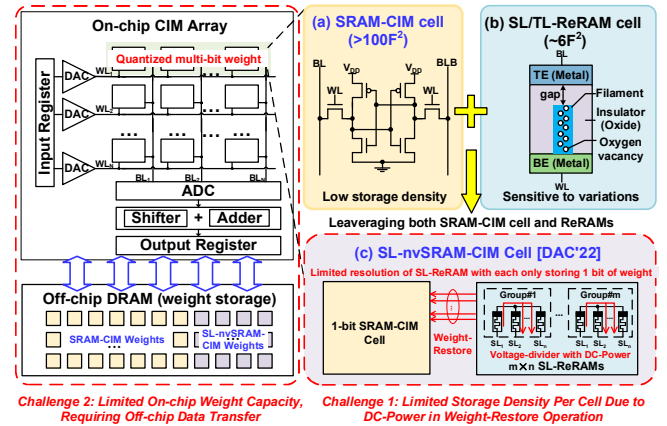 On-chip CIM Array
Quantized multi-bit weight
Input Register
DAC
WL1
DAC
WL2
DAC
WLN
...
...
...
BL1
BL2
BLN
ADC
Shifter + Adder
Output Register
Off-chip DRAM (weight storage)
SRAM-CIM Weights
...
SL-nvSRAM-
CIM Weights
Challenge 2: Limited On-chip Weight Capacity,
Requiring Off-chip Data Transfer
(a) SRAM-CIM cell
(>100F²)
BL
VDD
VDD
BLB
WL
WL
Low storage density
(b) SL/TL-ReRAM cell
(~6F²)
BL
TE (Metal)
gap
Filament
Insulator
(Oxide)
Oxygen
vacancy
BE (Metal)
WL
Sensitive to variations
Leveraging both SRAM-CIM cell and ReRAMs
(c) SL-nvSRAM-CIM Cell [DAC'22]
Limited resolution of SL-ReRAM with each only storing 1 bit of weight
1-bit SRAM-CIM
Cell
Weight-
Restore
Group#1
Group#m
...
SL1 SL2 SLn
SL1 SL2 SLn
Voltage-divider with DC-Power
m×n SL-ReRAMs
Challenge 1: Limited Storage Density Per Cell Due to
DC-Power in Weight-Restore Operation